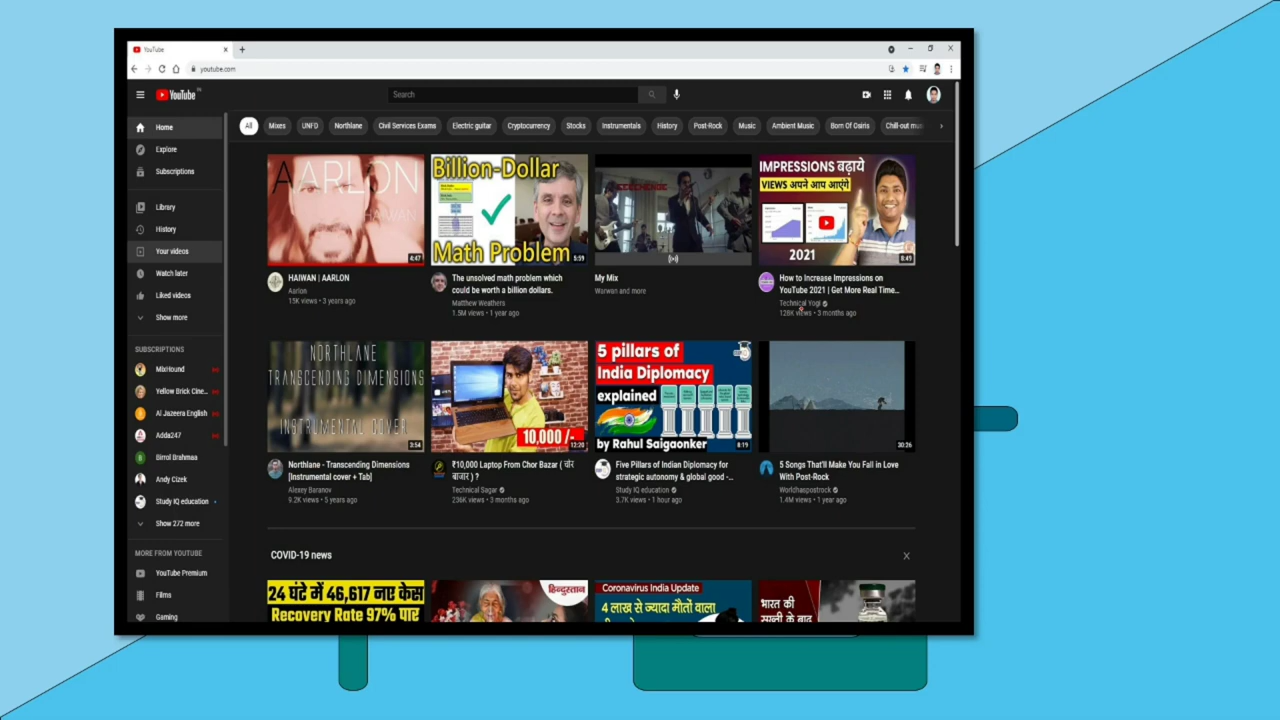 YouTube
youtube.com
YouTube IN
Search
Home
Explore
Subscriptions
Library
History
Your videos
Watch later
Liked videos
Show more
SUBSCRIPTIONS
MixHound
Yellow Brick Cine...
Al Jazeera English
Adda247
Birrol Brahmaa
Andy Cizek
Study IQ education
Show 272 more
MORE FROM YOUTUBE
YouTube Premium
Films
Gaming
All Mixes UNFD Northlane Civil Services Exams Electric guitar Cryptocurrency Stocks Instrumentals History Post-Rock Music Ambient Music Born Of Osiris Chill-out mus
AARLON
HAIWAN
4:47
HAIWAN | AARLON
Aarlon
15K views • 3 years ago
Billion-Dollar
Math Problem
5:59
The unsolved math problem which
could be worth a billion dollars.
Matthew Weathers
1.5M views • 1 year ago
My Mix
Warwan and more
IMPRESSIONS बढ़ाये
VIEWS अपने आप आएंगे
2021
8:49
How to Increase Impressions on
YouTube 2021 | Get More Real Time...
Technical Yogi
128K views • 3 months ago
NORTHLANE
TRANSCENDING DIMENSIONS
INSTRUMENTAL COVER
3:54
Northlane - Transcending Dimensions
[Instrumental cover + Tab]
Alexey Baranov
9.2K views • 5 years ago
10,000 /-
12:20
₹10,000 Laptop From Chor Bazar ( चोर
बाजार ) ?
Technical Sagar
236K views • 3 months ago
5 pillars of
India Diplomacy
explained
by Rahul Saigaonker
8:19
Five Pillars of Indian Diplomacy for
strategic autonomy & global good -...
Study IQ education
3.7K views • 1 hour ago
30:26
5 Songs That'll Make You Fall in Love
With Post-Rock
Worldhaspostrock
1.4M views • 1 year ago
COVID-19 news
24 घंटे में 46,617 नए केस
Recovery Rate 97% पार
हिन्दुस्तान
Coronavirus India Update
4 लाख से ज्यादा मौतों वाला
भारत की
सख्ती के बाद